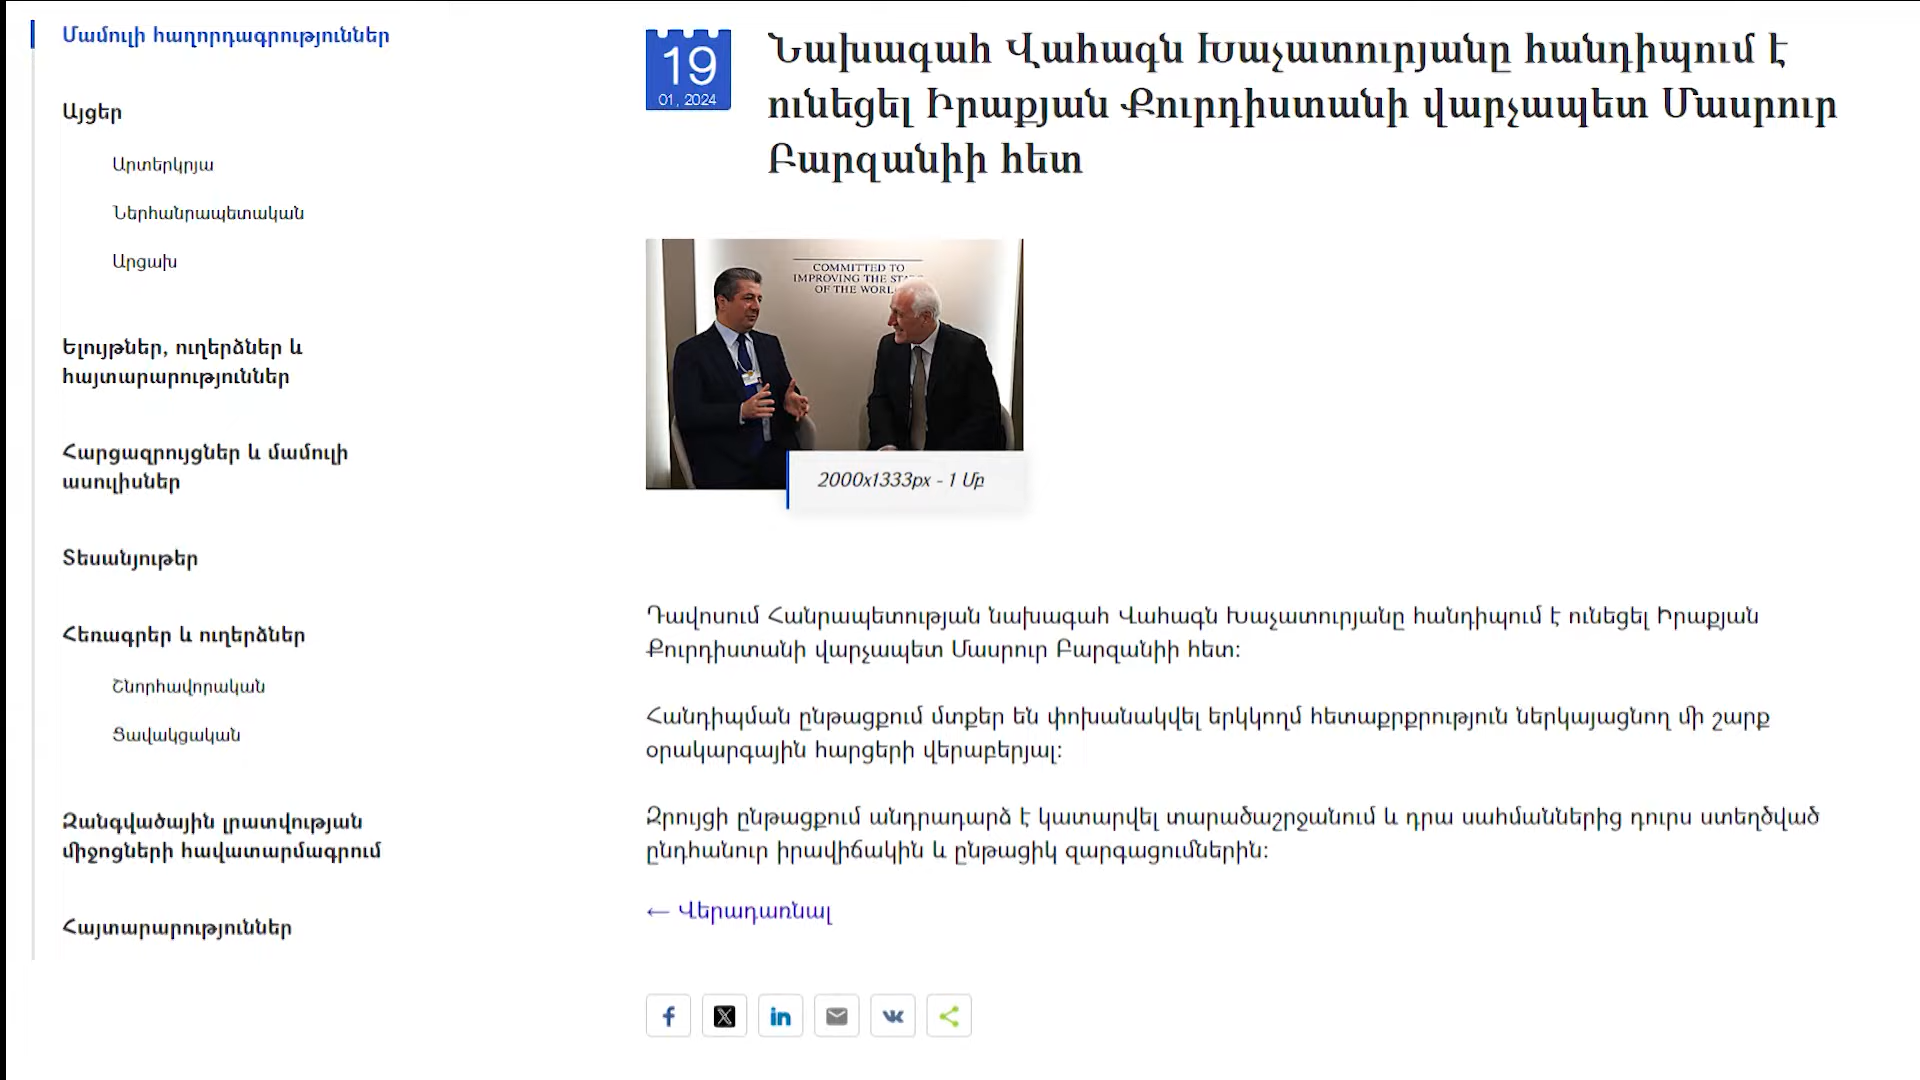 Մամուլի հաղորդագրություններ
Այցեր
Արտերկրյա
Ներհանրապետական
Արցախ
Ելույթներ, ուղերձներ և
հայտարարություններ
Հարցազրույցներ և մամուլի
ասուլիսներ
Տեսանյութեր
Հեռագրեր և ուղերձներ
Շնորհավորական
Ցավակցական
Զանգվածային լրատվության
միջոցների հավատարմագրում
Հայտարարություններ
19
01, 2024
Նախագահ Վահագն Խաչատուրյանը հանդիպում է
ունեցել Իրաքյան Քուրդիստանի վարչապետ Մասրուր
Բարզանիի հետ
COMMITTED TO
IMPROVING THE
OF THE
2000x1333px - 1 Մբ
Դավոսում Հանրապետության նախագահ Վահագն Խաչատուրյանը հանդիպում է ունեցել Իրաքյան
Քուրդիստանի վարչապետ Մասրուր Բարզանիի հետ:
Հանդիպման ընթացքում մտքեր են փոխանակվել երկկողմ հետաքրքրություն ներկայացնող մի շարք
օրակարգային հարցերի վերաբերյալ:
Զրույցի ընթացքում անդրադարձ է կատարվել տարածաշրջանում և դրա սահմաններից դուրս ստեղծված
ընդհանուր իրավիճակին և ընթացիկ զարգացումներին:
← Վերադառնալ